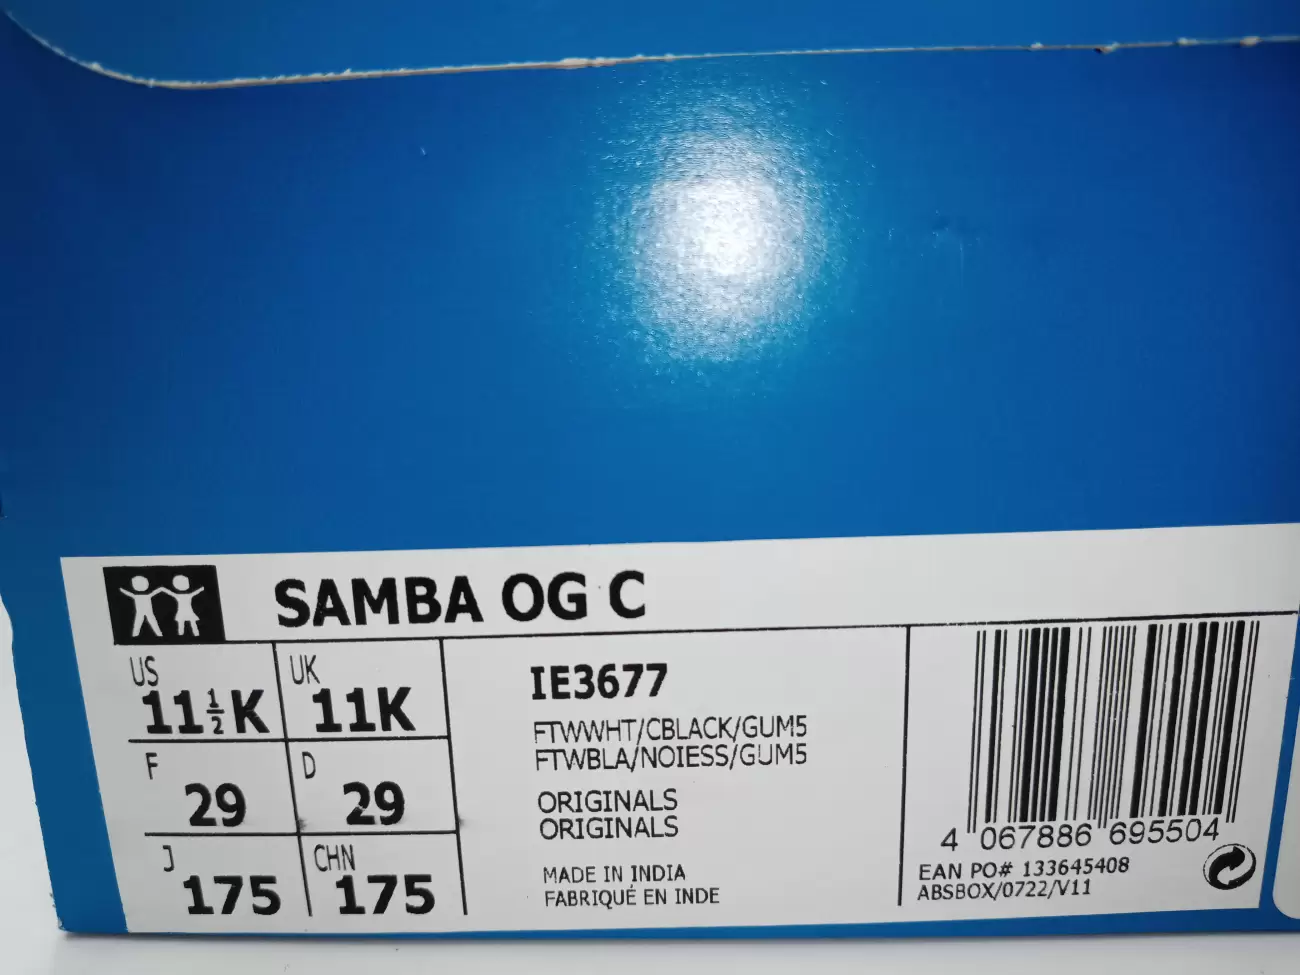 SAMBA OG C
US
11½K
UK
11K
F
29
D
29
J
175
CHN
175
IE3677
FTWWHT/CBLACK/GUM5
FTWBLA/NOIESS/GUM5
ORIGINALS
ORIGINALS
MADE IN INDIA
FABRIQUÉ EN INDE
4 067886 695504
EAN PO# 133645408
ABSBOX/0722/V11